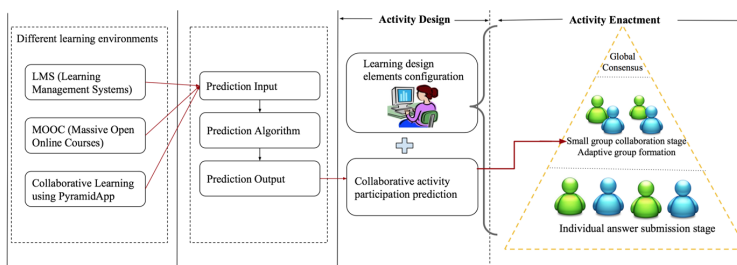 Activity Design
Activity Enactment
Different learning environments
LMS (Learning
Management Systems)
MOOC (Massive Open
Online Courses)
Collaborative Learning
using PyramidApp
Prediction Input
Prediction Algorithm
Prediction Output
Learning design
elements configuration
Collaborative activity
participation prediction
Global
Consensus
Small group collaboration stage
Adaptive group formation
Individual answer submission stage